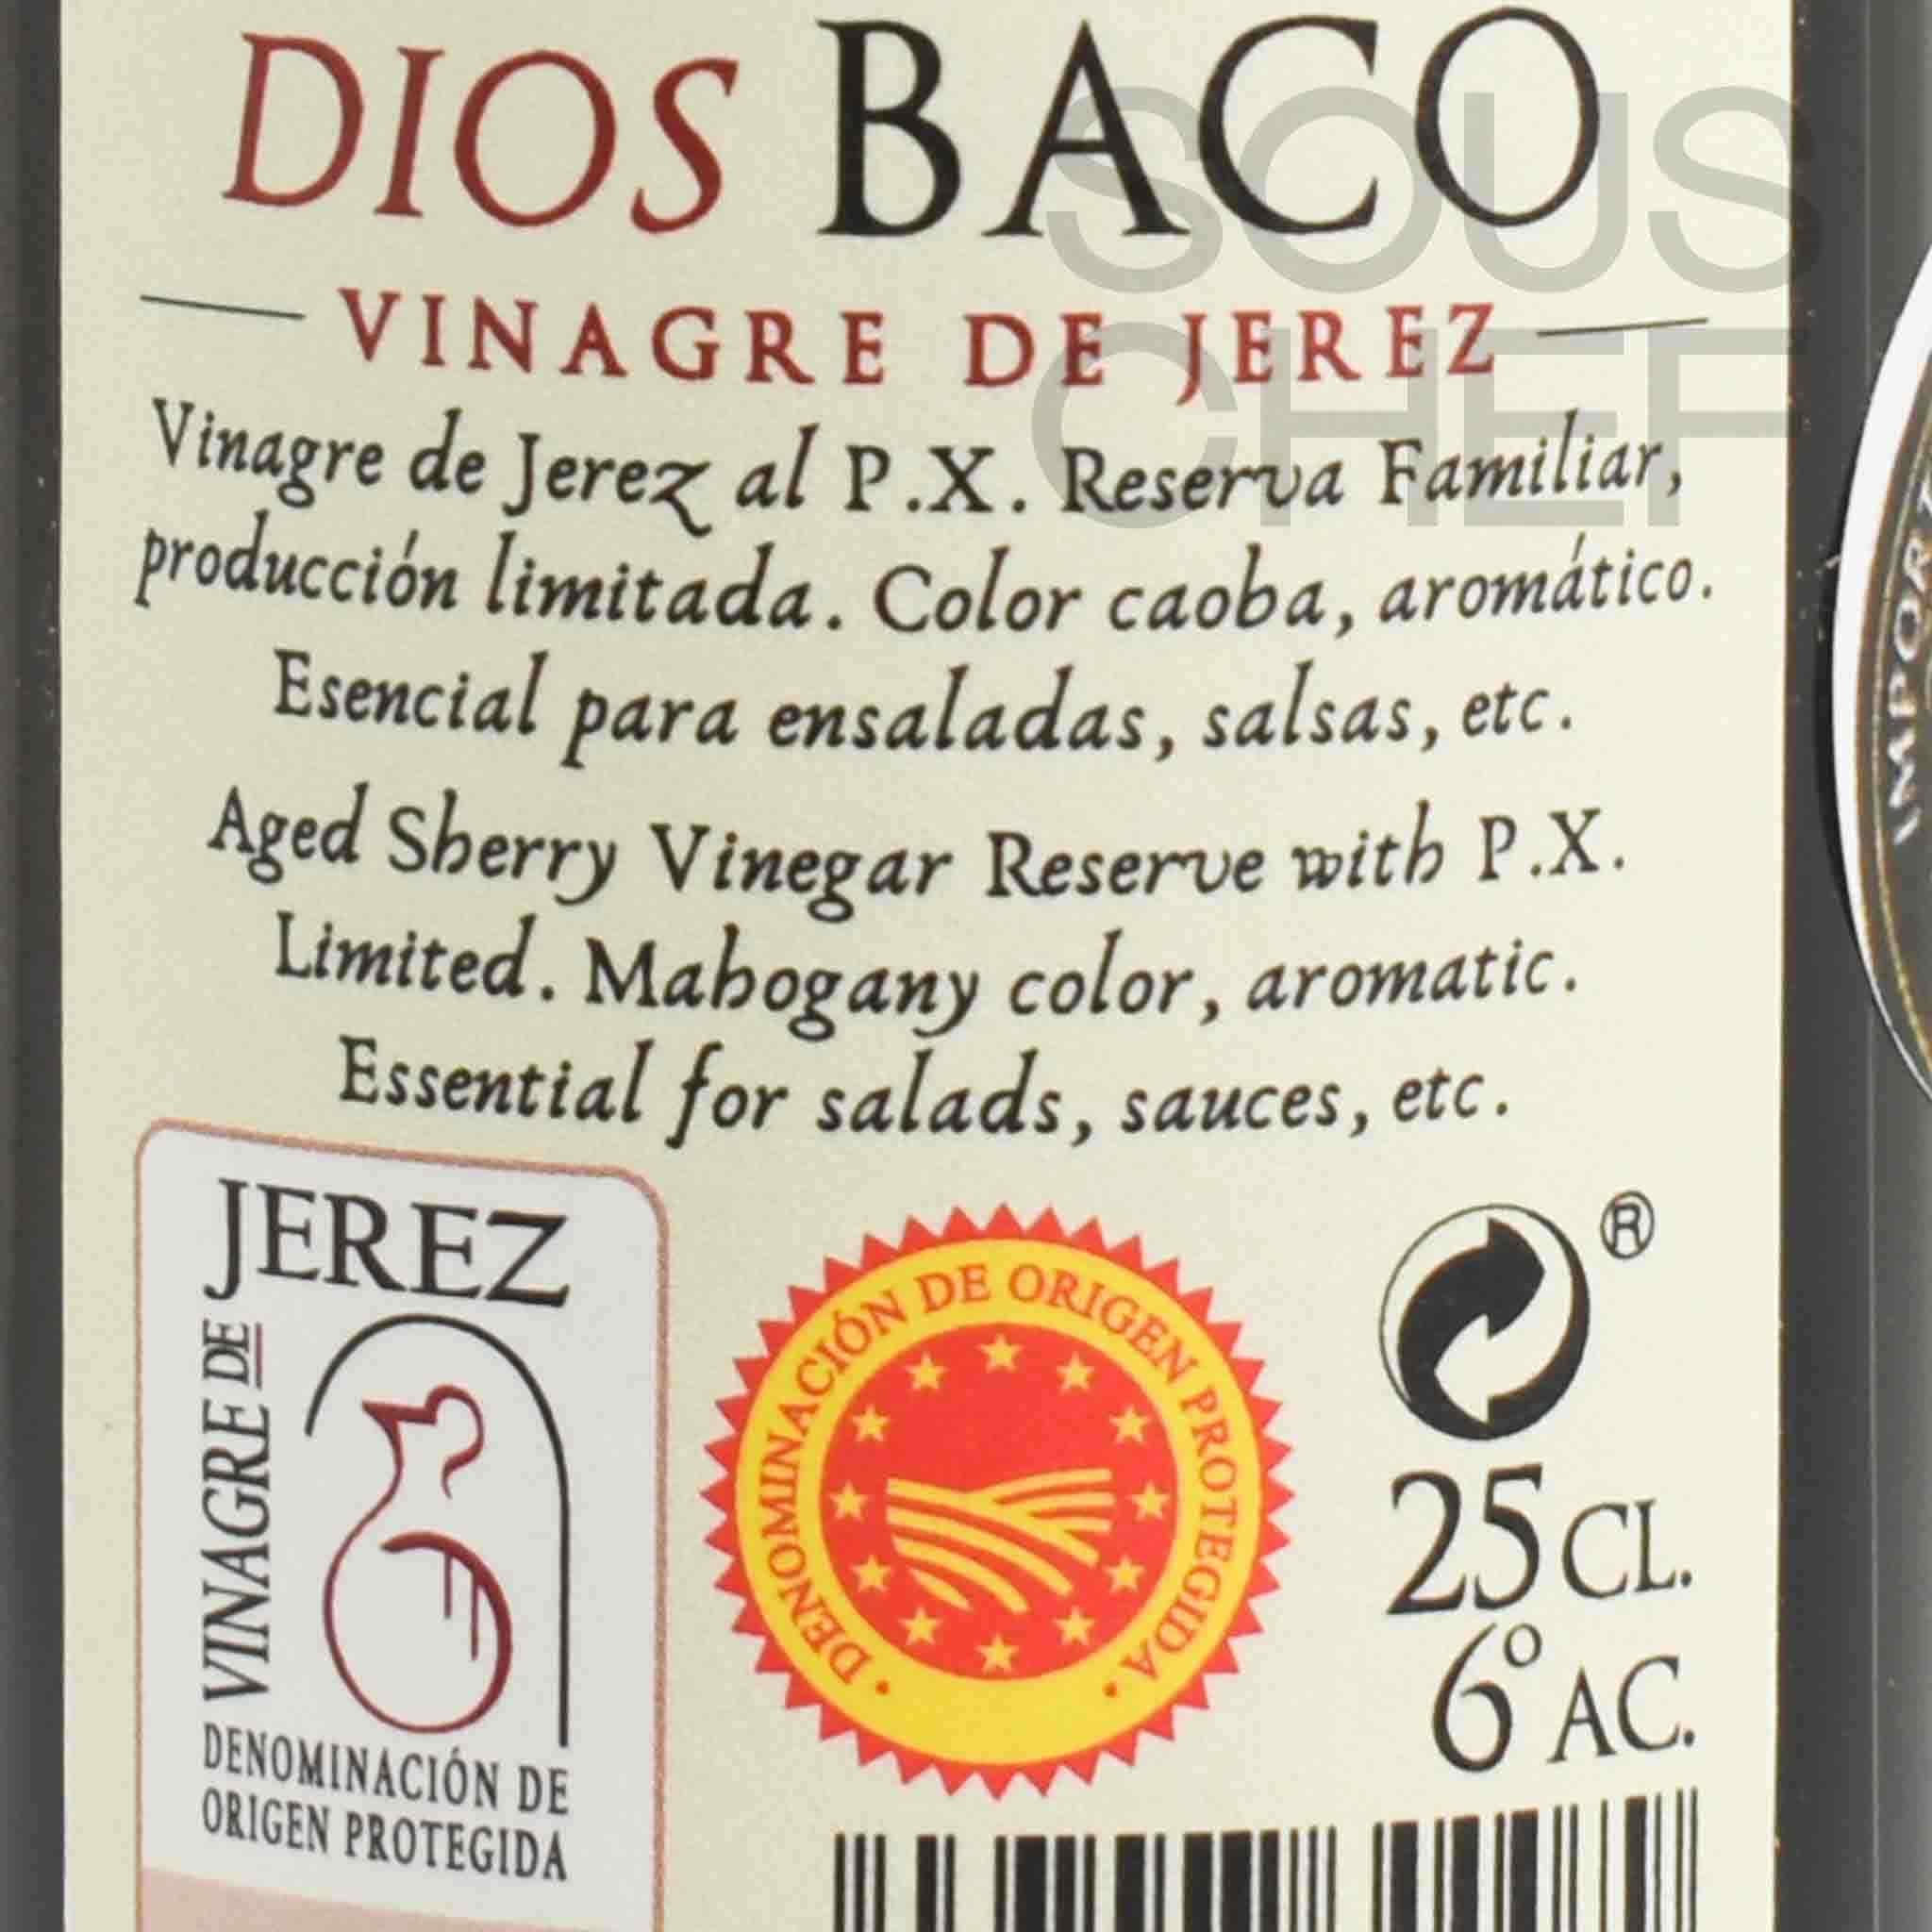 DIOS BACO
SOUS
CHEF
VINAGRE DE JEREZ
Vinagre de Jerez al P.X. Reserva Familiar,
producción limitada. Color caoba, aromático.
Esencial para ensaladas, salsas, etc.
Aged Sherry Vinegar Reserve with P.X.
Limited. Mahogany color, aromatic.
Essential for salads, sauces, etc.
JEREZ
VINAGRE DE
DENOMINACIÓN DE
ORIGEN PROTEGIDA
· DENOMINACIÓN DE ORIGEN PROTEGIDA ·
®
25 CL.
6º AC.